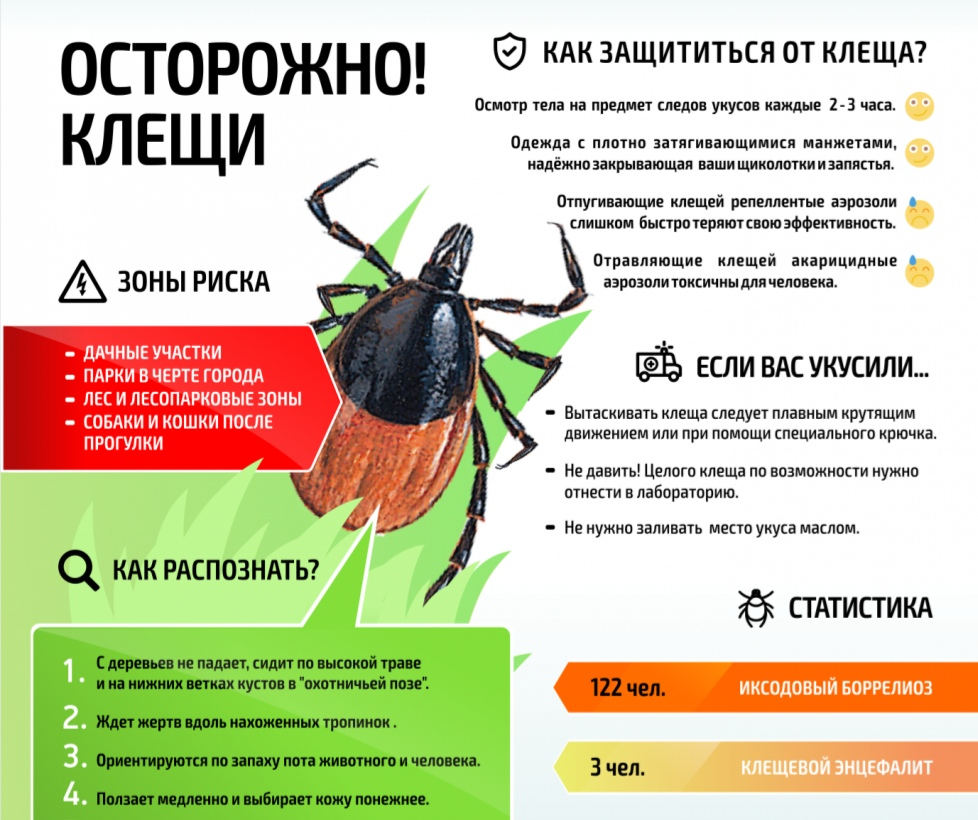 ОСТОРОЖНО!
КЛЕЩИ
ЗОНЫ РИСКА
- ДАЧНЫЕ УЧАСТКИ
- ПАРКИ В ЧЕРТЕ ГОРОДА
- ЛЕС И ЛЕСОПАРКОВЫЕ ЗОНЫ
- СОБАКИ И КОШКИ ПОСЛЕ
ПРОГУЛКИ
КАК РАСПОЗНАТЬ?
1. С деревьев не падает, сидит по высокой траве
и на нижних ветках кустов в "охотничьей позе".
2. Ждет жертв вдоль нахоженных тропинок .
3. Ориентируются по запаху пота животного и человека.
4. Ползает медленно и выбирает кожу понежнее.
КАК ЗАЩИТИТЬСЯ ОТ КЛЕЩА?
Осмотр тела на предмет следов укусов каждые 2-3 часа.
Одежда с плотно затягивающимися манжетами,
надёжно закрывающая ваши щиколотки и запястья.
Отпугивающие клещей репеллентые аэрозоли
слишком быстро теряют свою эффективность.
Отравляющие клещей акарицидные
аэрозоли токсичны для человека.
ЕСЛИ ВАС УКУСИЛИ...
- Вытаскивать клеща следует плавным крутящим
движением или при помощи специального крючка.
- Не давить! Целого клеща по возможности нужно
отнести в лабораторию.
- Не нужно заливать место укуса маслом.
СТАТИСТИКА
122 чел. ИКСОДОВЫЙ БОРРЕЛИОЗ
3 чел. КЛЕЩЕВОЙ ЭНЦЕФАЛИТ